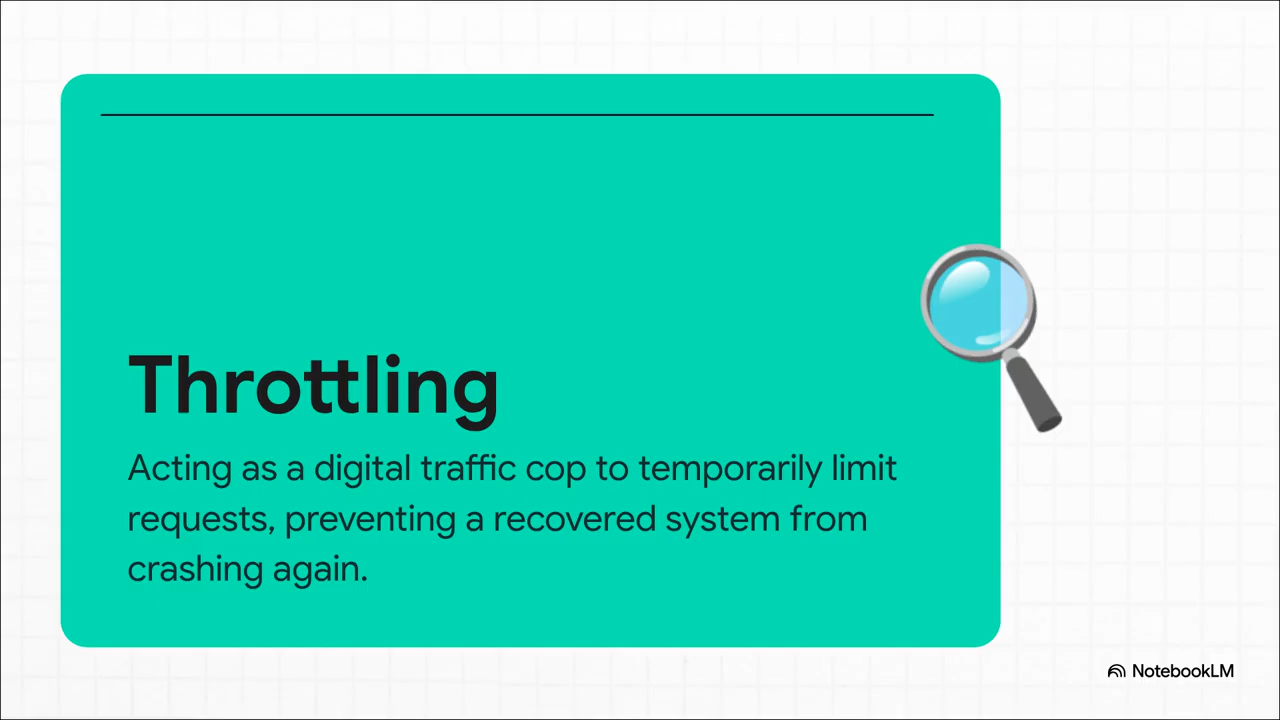 Throttling
Acting as a digital traffic cop to temporarily limit
requests, preventing a recovered system from
crashing again.
NotebookLM